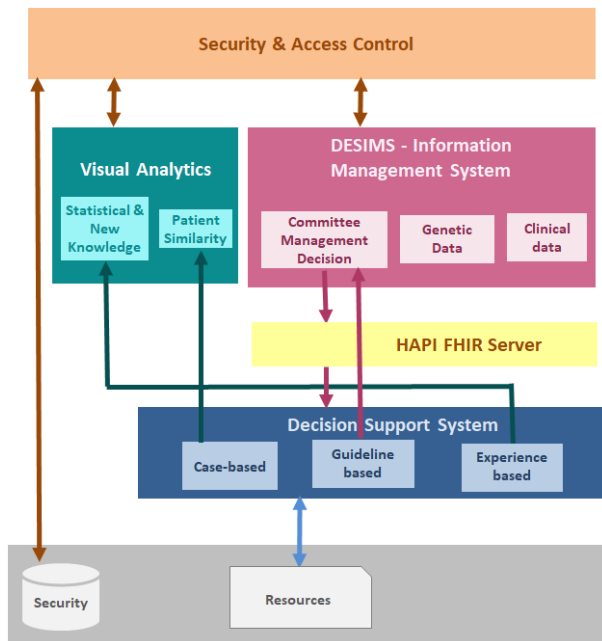 Security & Access Control
Visual Analytics
Statistical &
New
Knowledge
Patient
Similarity
DESIMS - Information
Management System
Committee
Management
Decision
Genetic
Data
Clinical
data
HAPI FHIR Server
Decision Support System
Case-based
Guideline
based
Experience
based
Security
Resources